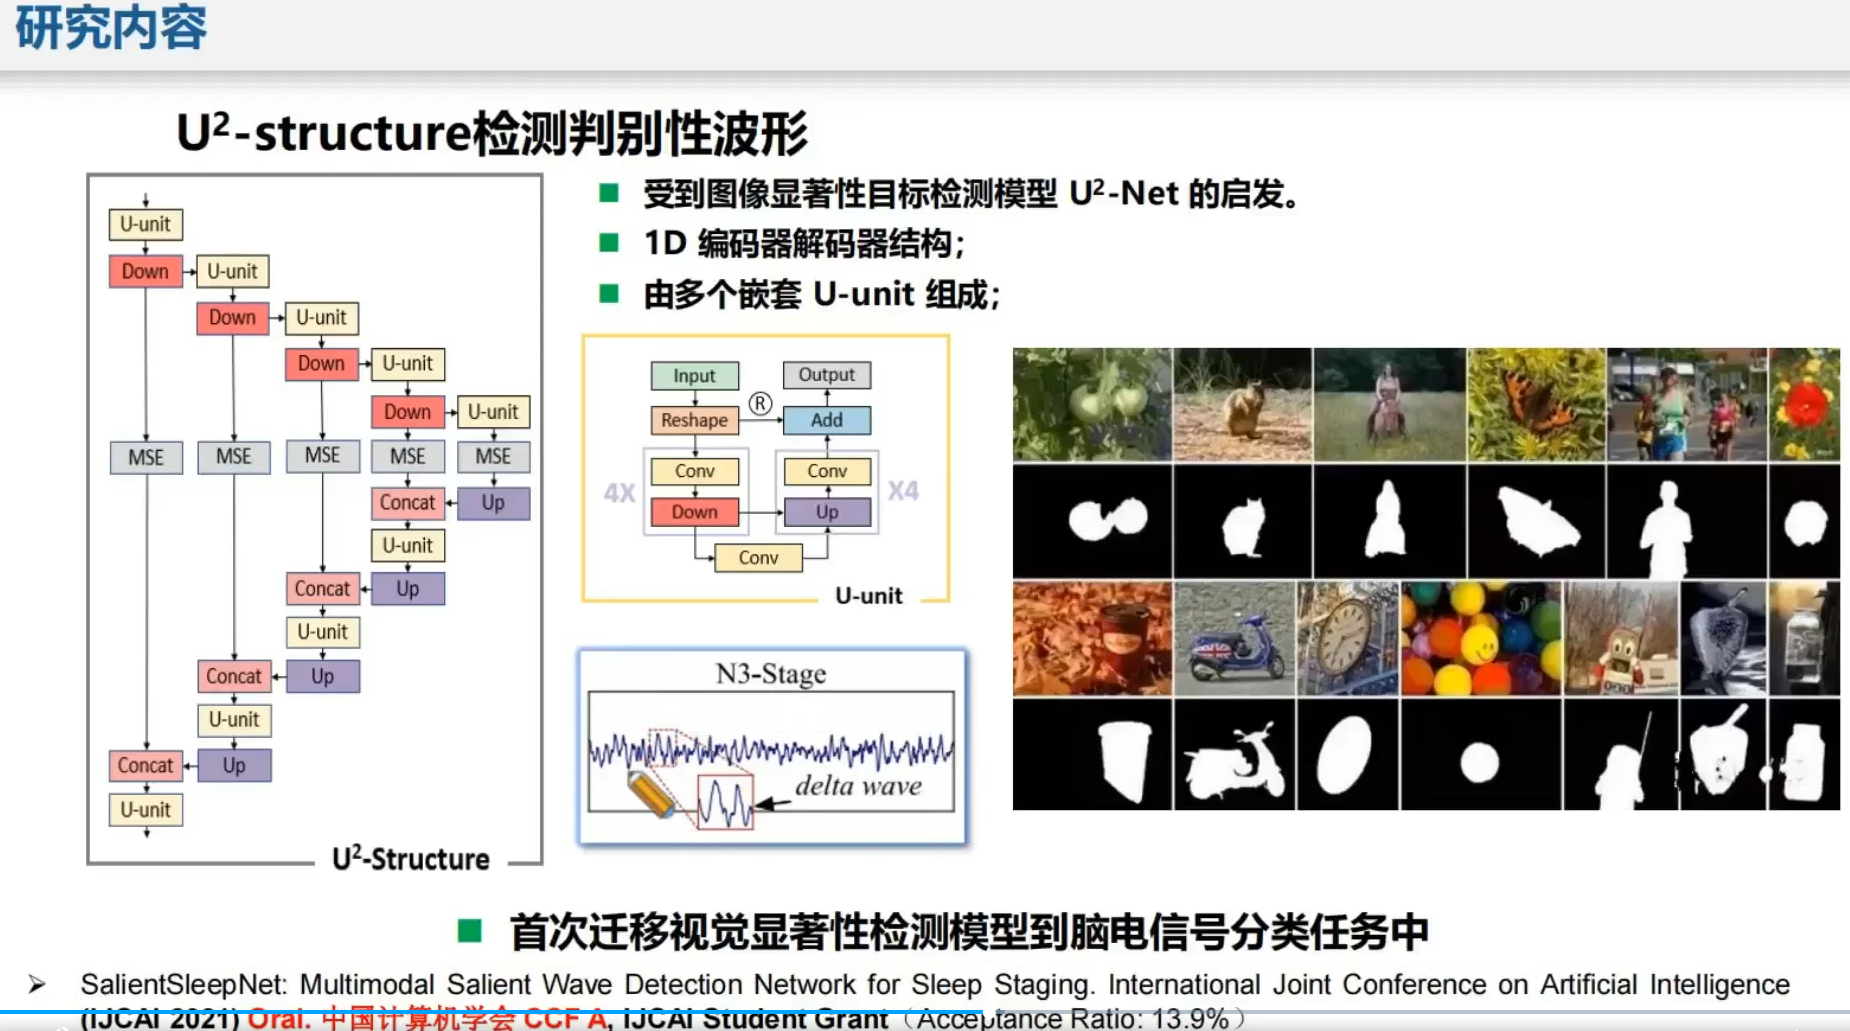 研究内容
U²-structure检测判别性波形
受到图像显著性目标检测模型 U²-Net 的启发。
1D 编码器解码器结构；
由多个嵌套 U-unit 组成；
U-unit
Down U-unit
Down U-unit
Down U-unit
Down U-unit
MSE MSE MSE MSE MSE
Concat Up
U-unit
Concat Up
U-unit
Concat Up
U-unit
Concat Up
U-unit
U²-Structure
Input Output
Reshape Ⓡ Add
Conv Conv
4X X4
Down Up
Conv
U-unit
N3-Stage
delta wave
首次迁移视觉显著性检测模型到脑电信号分类任务中
SalientSleepNet: Multimodal Salient Wave Detection Network for Sleep Staging. International Joint Conference on Artificial Intelligence
(IJCAI 2021) Oral. 中国计算机学会 CCF A, IJCAI Student Grant（Acceptance Ratio: 13.9%）